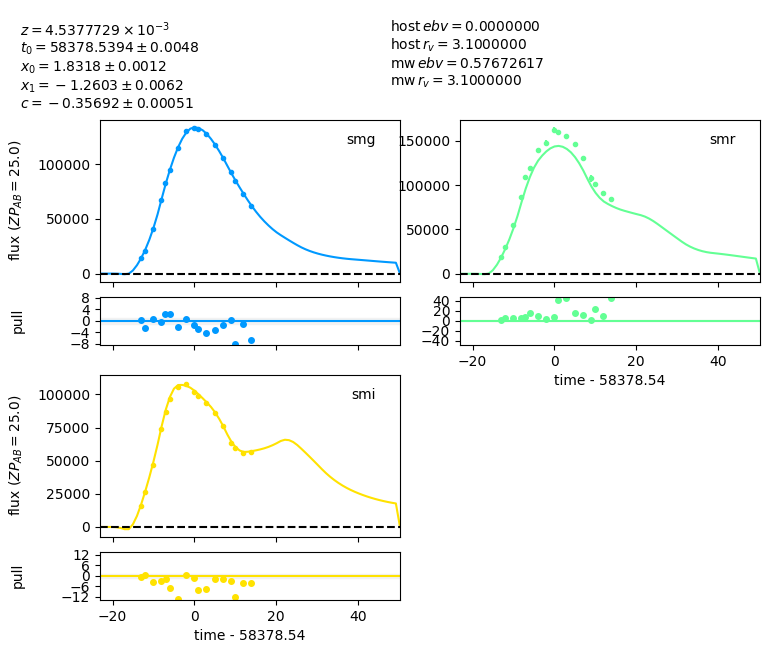 z = 4.5377729 × 10⁻³
t₀ = 58378.5394 ± 0.0048
x₀ = 1.8318 ± 0.0012
x₁ = −1.2603 ± 0.0062
c = −0.35692 ± 0.00051
host ebv = 0.0000000
host r_v = 3.1000000
mw ebv = 0.57672617
mw r_v = 3.1000000
flux (ZP_AB = 25.0)
100000
50000
0
smg
150000
100000
50000
0
smr
pull
8
4
0
−4
−8
40
20
0
−20
−40
−20
0
20
40
time - 58378.54
flux (ZP_AB = 25.0)
100000
75000
50000
25000
0
smi
pull
12
6
0
−6
−12
−20
0
20
40
time - 58378.54